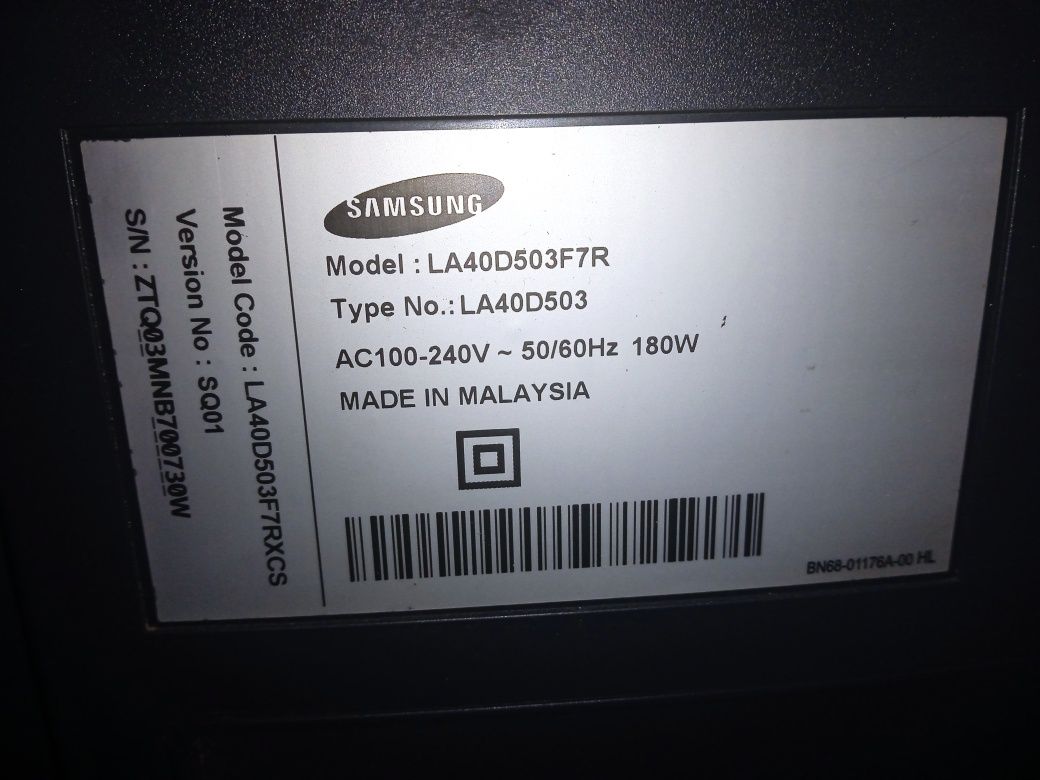 SAMSUNG
Model : LA40D503F7R
Type No.: LA40D503
AC100-240V ~ 50/60Hz 180W
MADE IN MALAYSIA
BN68-01176A-00 HL
Model Code : LA40D503F7RXCS
Version No : SQ01
S/N : ZTQ03MNB700730W